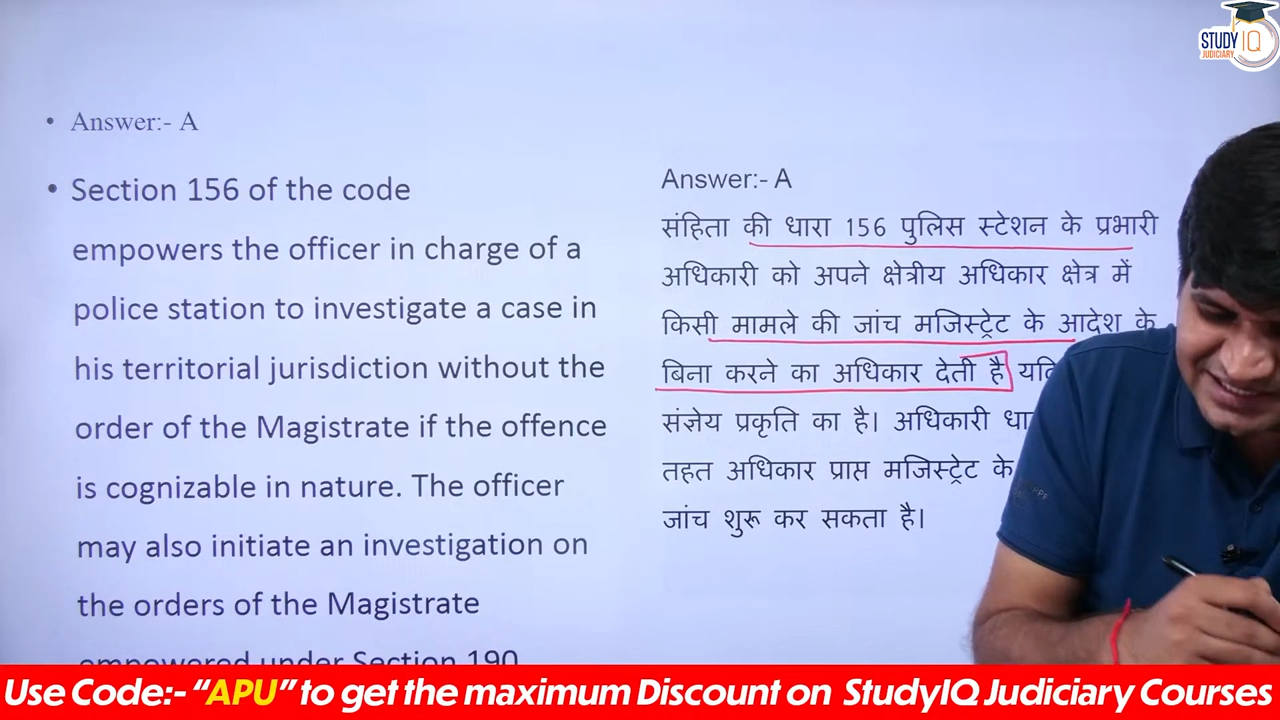 STUDY IQ
JUDICIARY
• Answer:- A
• Section 156 of the code
empowers the officer in charge of a
police station to investigate a case in
his territorial jurisdiction without the
order of the Magistrate if the offence
is cognizable in nature. The officer
may also initiate an investigation on
the orders of the Magistrate
empowered under Section 190
Answer:- A
संहिता की धारा 156 पुलिस स्टेशन के प्रभारी
अधिकारी को अपने क्षेत्रीय अधिकार क्षेत्र में
किसी मामले की जांच मजिस्ट्रेट के आदेश के
बिना करने का अधिकार देती है
संज्ञेय प्रकृति का है। अधिकारी
तहत अधिकार प्राप्त मजिस्ट्रेट के
जांच शुरू कर सकता है।
Use Code:- “APU” to get the maximum Discount on StudyIQ Judiciary Courses